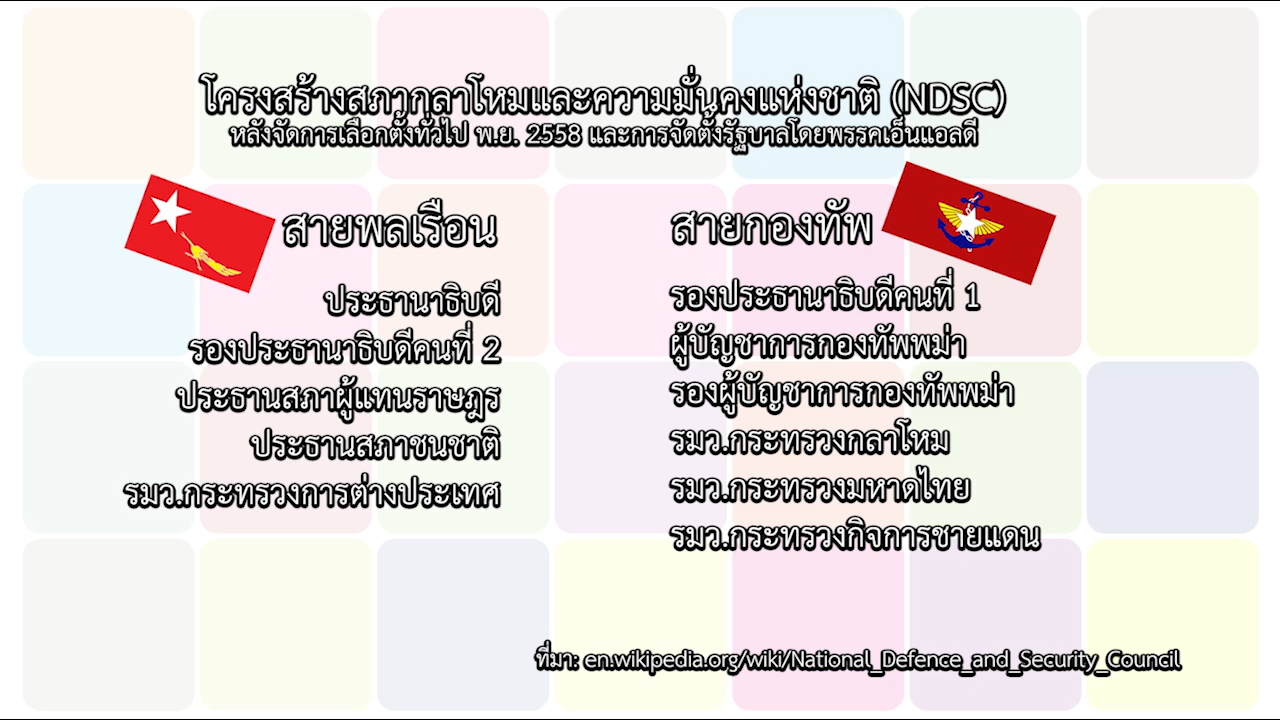 โครงสร้างสภากลาโหมและความมั่นคงแห่งชาติ (NDSC)
หลังจัดการเลือกตั้งทั่วไป พ.ย. 2558 และการจัดตั้งรัฐบาลโดยพรรคเอ็นแอลดี
สายพลเรือน
ประธานาธิบดี
รองประธานาธิบดีคนที่ 2
ประธานสภาผู้แทนราษฎร
ประธานสภาชนชาติ
รมว.กระทรวงการต่างประเทศ
สายกองทัพ
รองประธานาธิบดีคนที่ 1
ผู้บัญชาการกองทัพพม่า
รองผู้บัญชาการกองทัพพม่า
รมว.กระทรวงกลาโหม
รมว.กระทรวงมหาดไทย
รมว.กระทรวงกิจการชายแดน
ที่มา: en.wikipedia.org/wiki/National_Defence_and_Security_Council